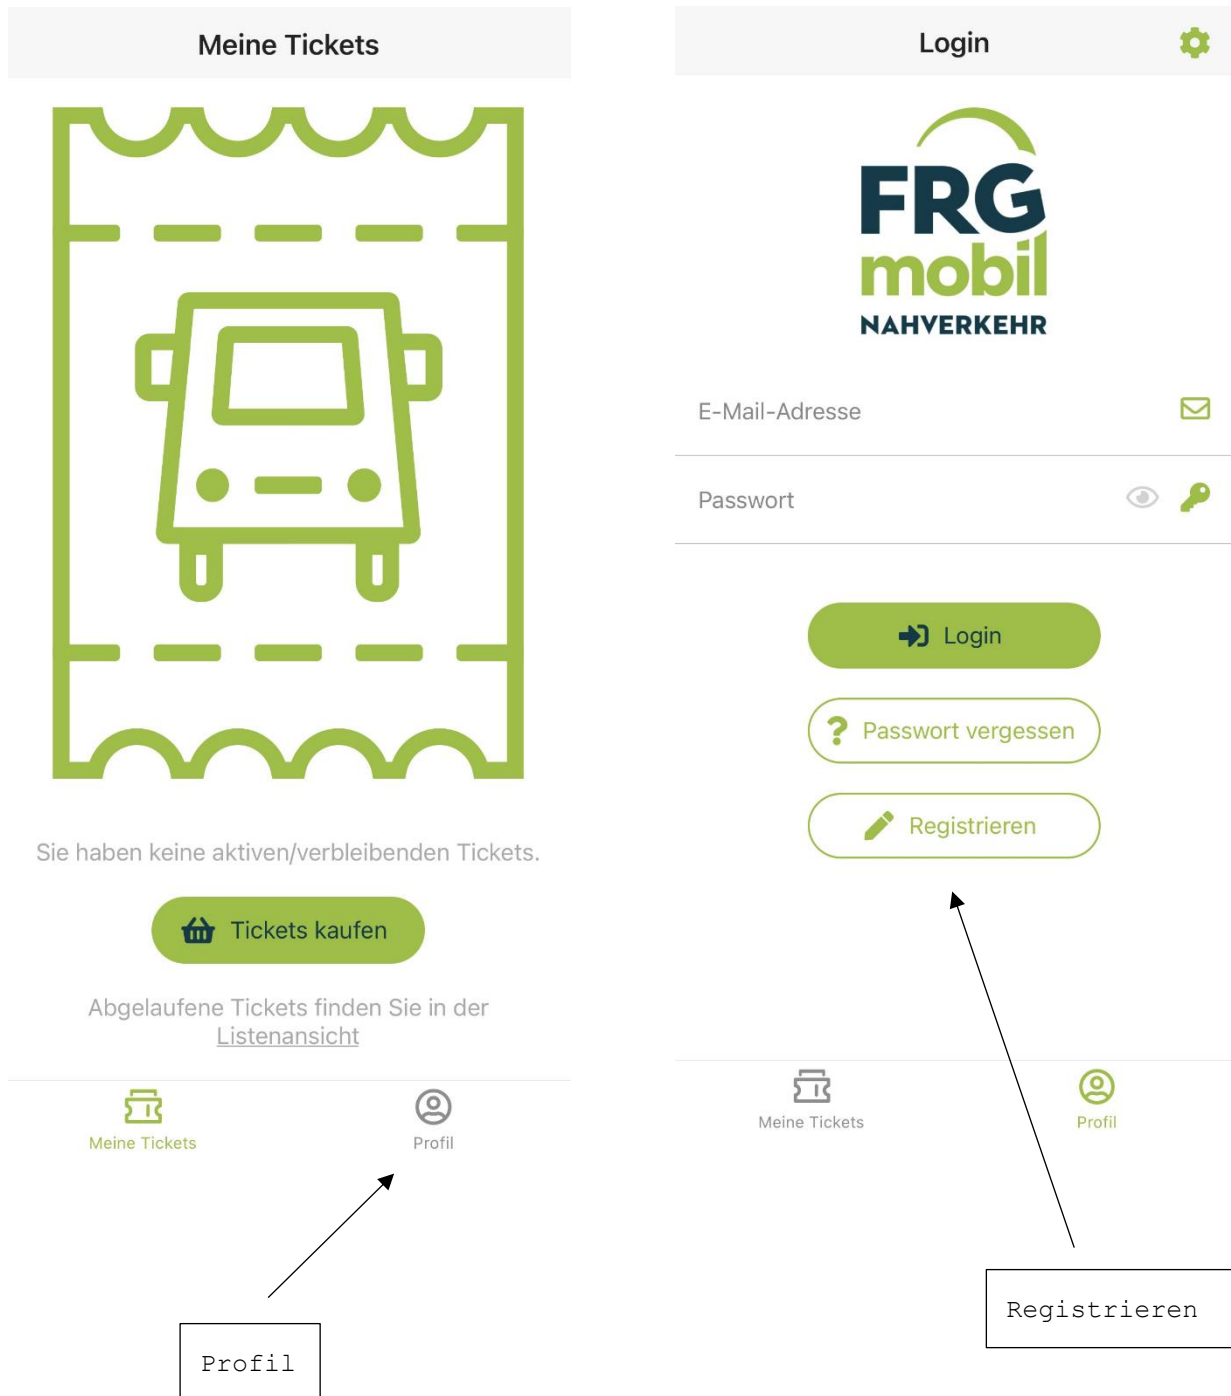 Meine Tickets
Sie haben keine aktiven/verbleibenden Tickets.
Tickets kaufen
Abgelaufene Tickets finden Sie in der
Listenansicht
Meine Tickets
Profil
Profil
Login
FRG
mobil
NAHVERKEHR
E-Mail-Adresse
Passwort
Login
? Passwort vergessen
Registrieren
Meine Tickets
Profil
Registrieren